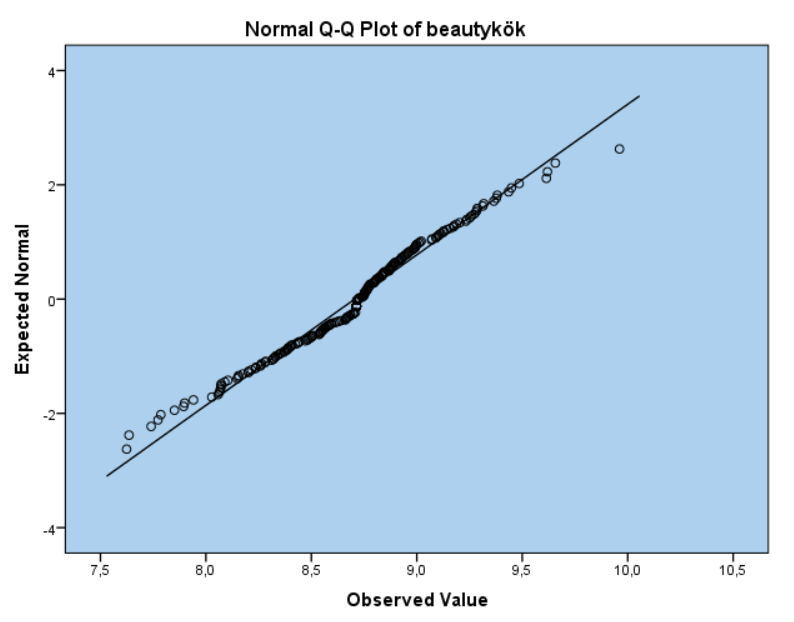 Normal Q-Q Plot of beautykök
4
2
0
-2
-4
Expected Normal
7,5 8,0 8,5 9,0 9,5 10,0 10,5
Observed Value